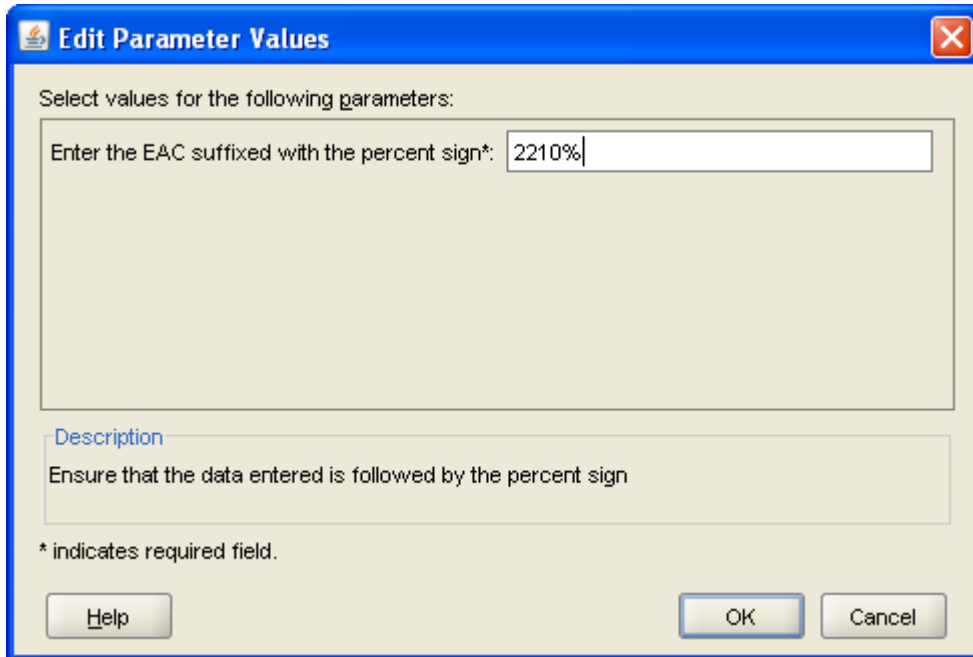 Edit Parameter Values
Select values for the following parameters:
Enter the EAC suffixed with the percent sign*: 2210%
Description
Ensure that the data entered is followed by the percent sign
* indicates required field.
Help OK Cancel